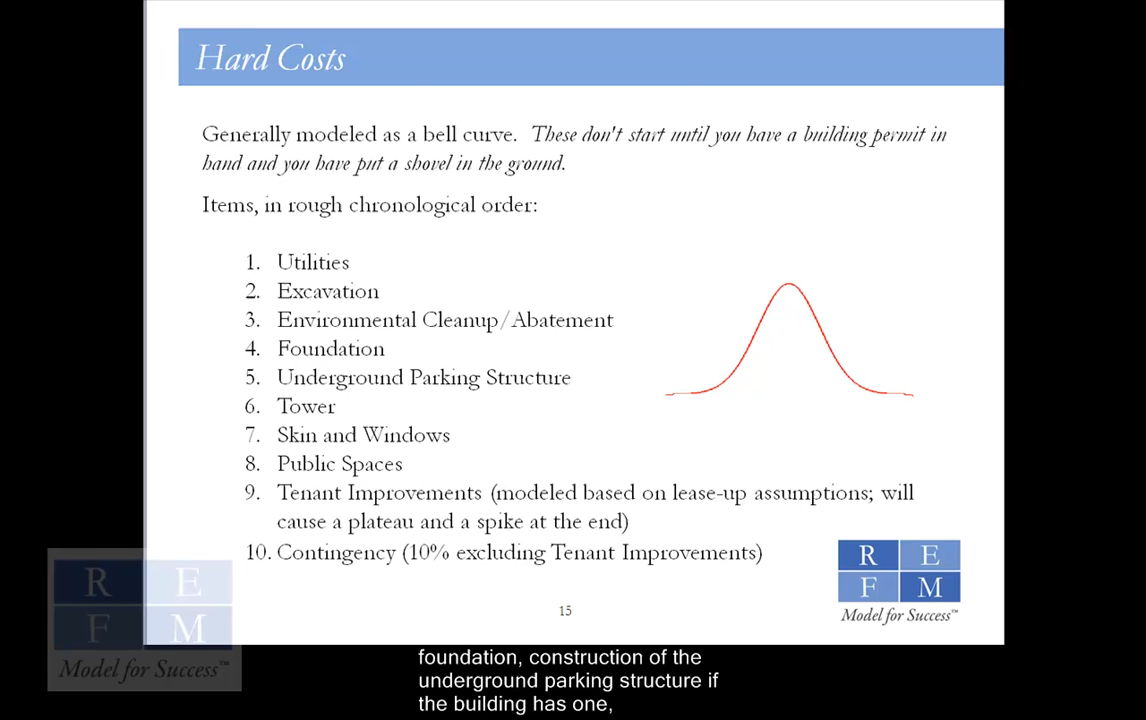 Hard Costs
Generally modeled as a bell curve. These don't start until you have a building permit in
hand and you have put a shovel in the ground.
Items, in rough chronological order:
1. Utilities
2. Excavation
3. Environmental Cleanup/Abatement
4. Foundation
5. Underground Parking Structure
6. Tower
7. Skin and Windows
8. Public Spaces
9. Tenant Improvements (modeled based on lease-up assumptions; will
cause a plateau and a spike at the end)
10. Contingency (10% excluding Tenant Improvements)
R E
F M
Model for Success™
15
R E
F M
Model for Success™
foundation, construction of the
underground parking structure if
the building has one,